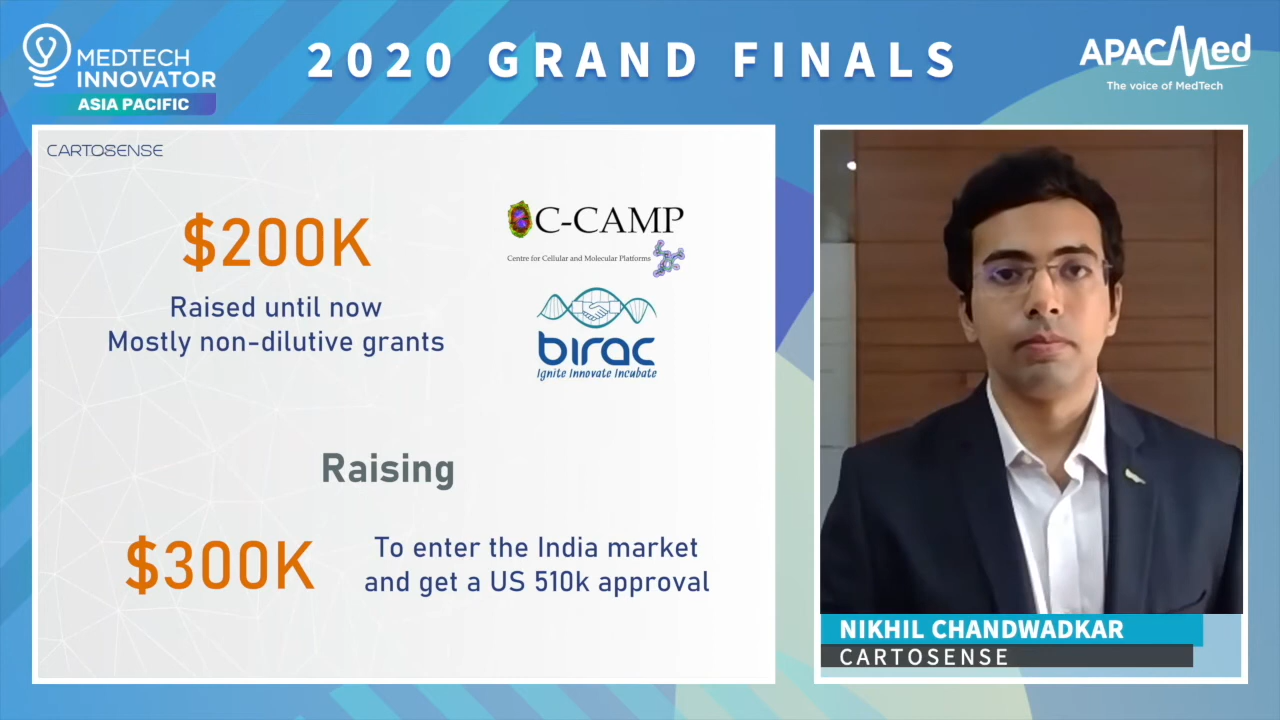 MEDTECH
INNOVATOR
ASIA PACIFIC
2020 GRAND FINALS
APACMed
The voice of MedTech
CARTOSENSE
$200K
Raised until now
Mostly non-dilutive grants
C-CAMP
Centre for Cellular and Molecular Platforms
birac
Ignite Innovate Incubate
Raising
$300K
To enter the India market
and get a US 510k approval
NIKHIL CHANDWADKAR
CARTOSENSE